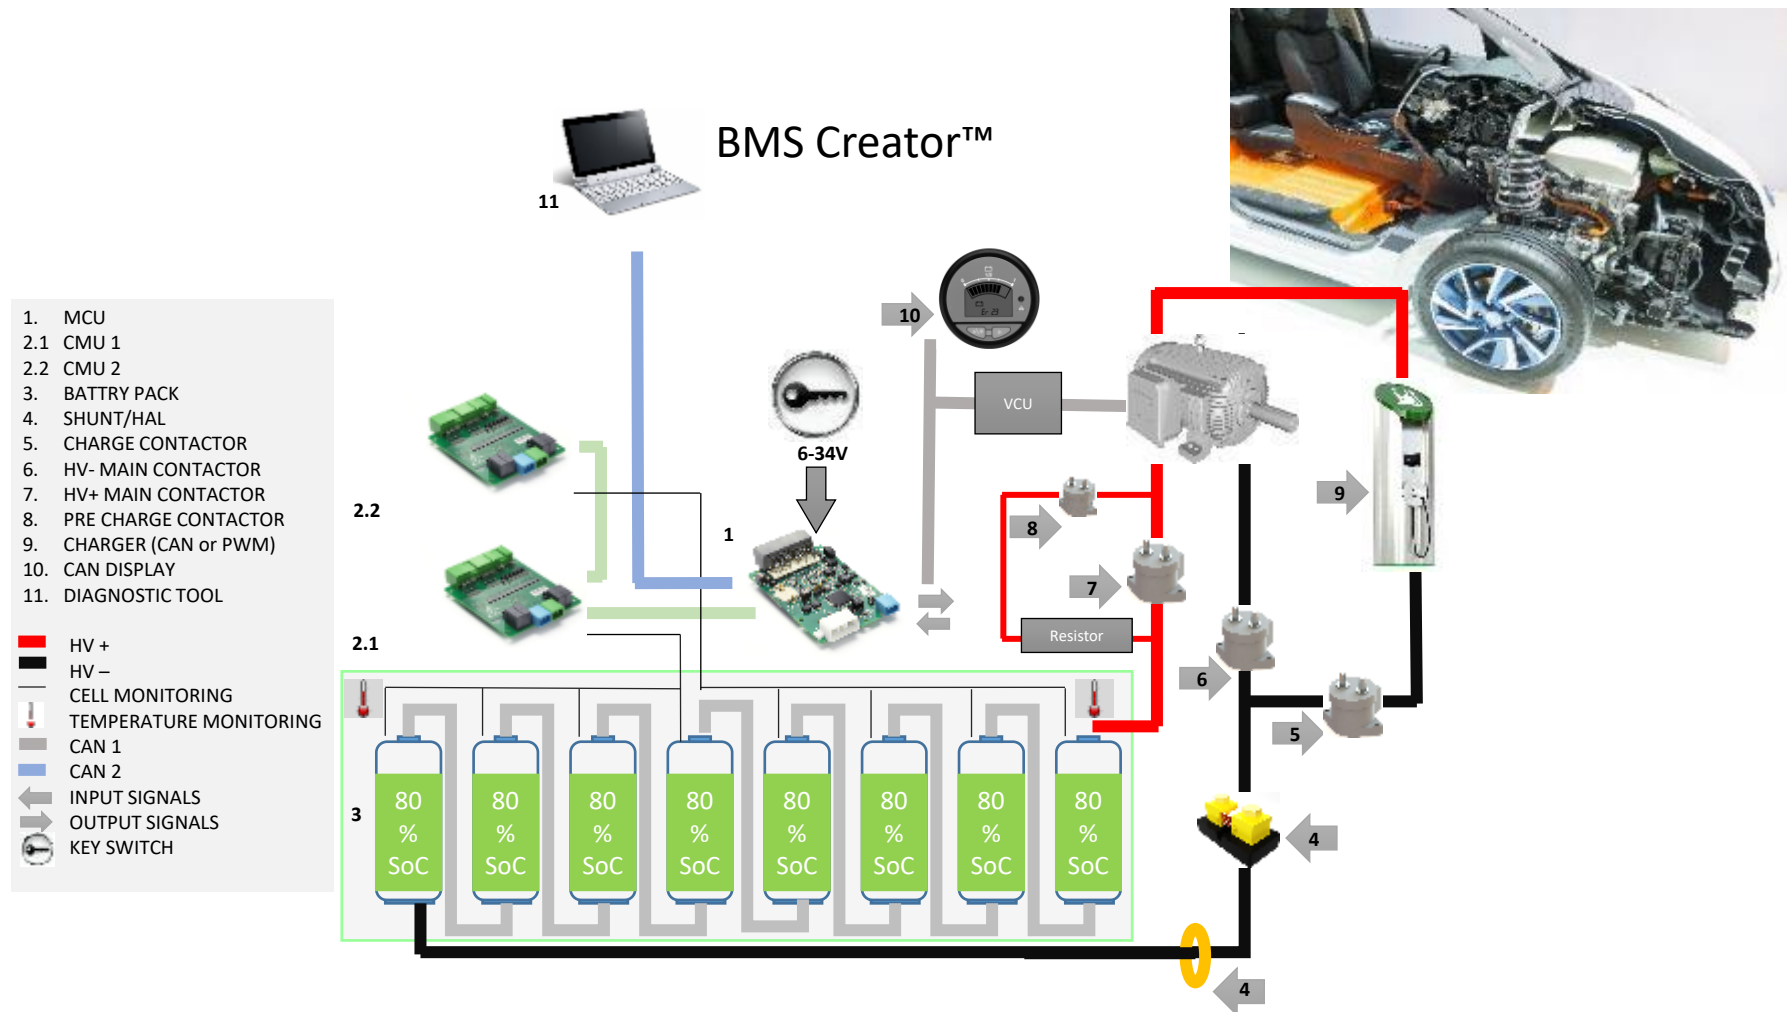 BMS Creator™
11
1. MCU
2.1 CMU 1
2.2 CMU 2
3. BATTRY PACK
4. SHUNT/HAL
5. CHARGE CONTACTOR
6. HV- MAIN CONTACTOR
7. HV+ MAIN CONTACTOR
8. PRE CHARGE CONTACTOR
9. CHARGER (CAN or PWM)
10. CAN DISPLAY
11. DIAGNOSTIC TOOL
HV +
HV –
CELL MONITORING
TEMPERATURE MONITORING
CAN 1
CAN 2
INPUT SIGNALS
OUTPUT SIGNALS
KEY SWITCH
10
VCU
6-34V
9
2.2
1
8
7
Resistor
2.1
6
5
3
80
%
SoC
80
%
SoC
80
%
SoC
80
%
SoC
80
%
SoC
80
%
SoC
80
%
SoC
80
%
SoC
4
4